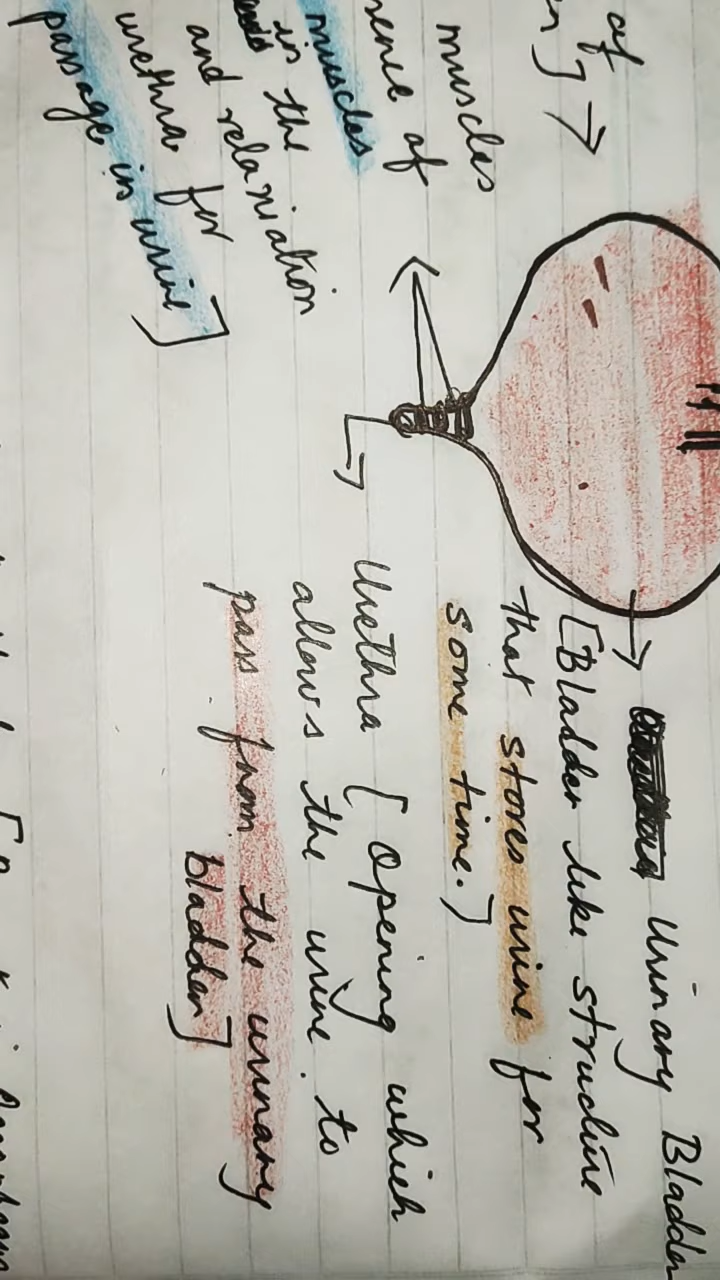 of
muscles
of
muscles
in the
and relaxation
urethra for
passage in urine]
Urinary Bladder
[Bladder like structure
that stores urine for
some time.]
Urethra [Opening which
allows the urine to
pass from the urinary
bladder]